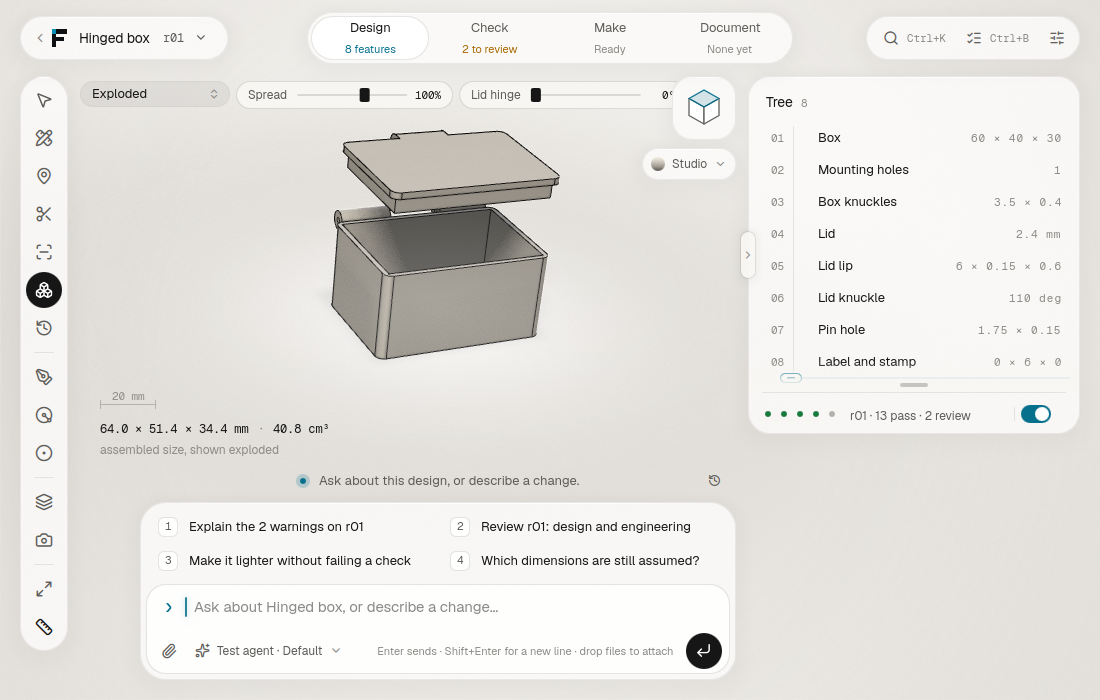 Hinged box r01
Design
8 features
Check
2 to review
Make
Ready
Document
None yet
Ctrl+K
Ctrl+B
Exploded
Spread 100%
Lid hinge 0°
Studio
Tree 8
01 Box 60 × 40 × 30
02 Mounting holes 1
03 Box knuckles 3.5 × 0.4
04 Lid 2.4 mm
05 Lid lip 6 × 0.15 × 0.6
06 Lid knuckle 110 deg
07 Pin hole 1.75 × 0.15
08 Label and stamp 0 × 6 × 0
r01 · 13 pass · 2 review
20 mm
64.0 × 51.4 × 34.4 mm · 40.8 cm³
assembled size, shown exploded
Ask about this design, or describe a change.
1 Explain the 2 warnings on r01
2 Review r01: design and engineering
3 Make it lighter without failing a check
4 Which dimensions are still assumed?
Ask about Hinged box, or describe a change...
Test agent · Default
Enter sends · Shift+Enter for a new line · drop files to attach